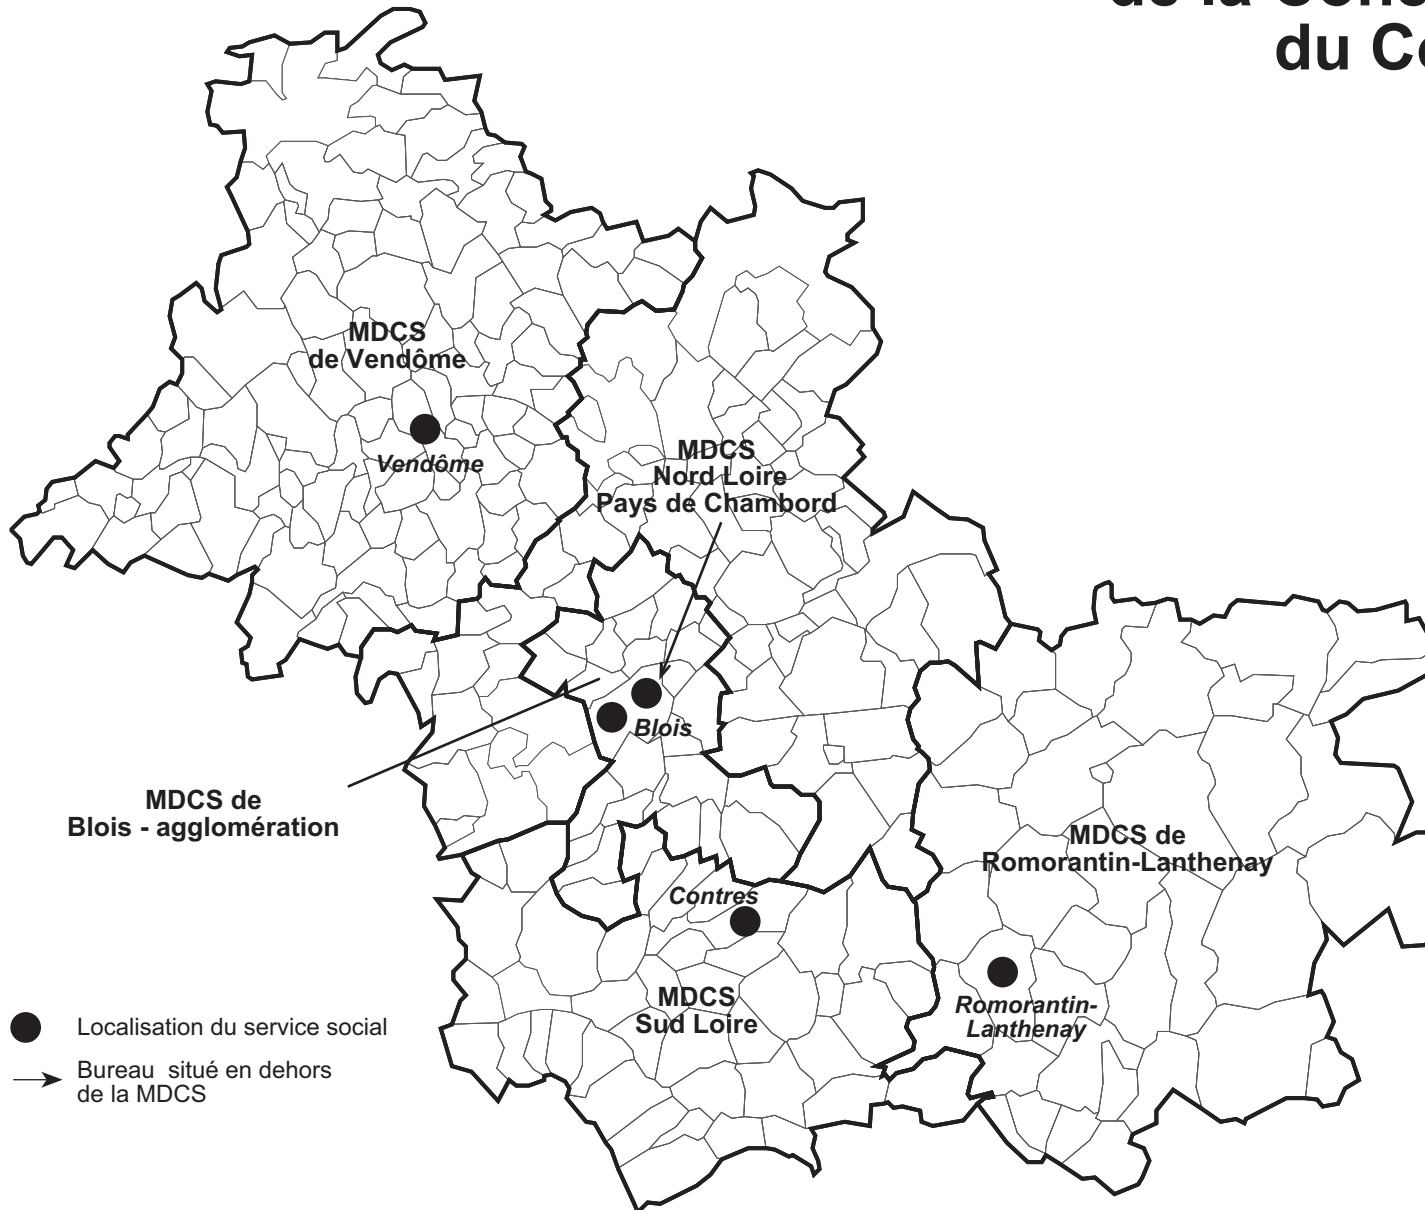 du C
MDCS
de Vendôme
Vendôme
MDCS
Nord Loire
Pays de Chambord
Blois
MDCS de
Blois - agglomération
MDCS de
Romorantin-Lanthenay
Contres
MDCS
Sud Loire
Romorantin-
Lanthenay
Localisation du service social
Bureau situé en dehors
de la MDCS